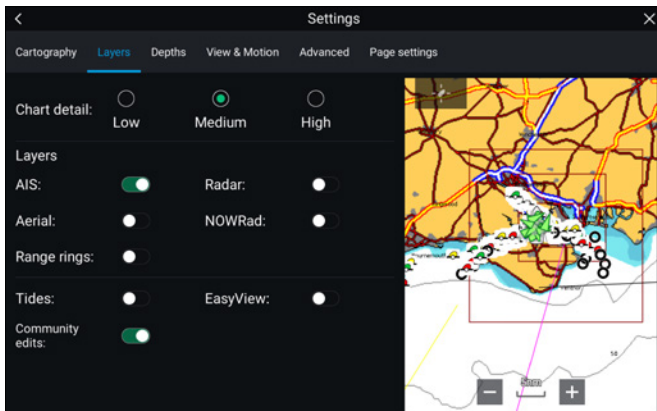 Settings
Cartography Layers Depths View & Motion Advanced Page settings
Chart detail:
Low Medium High
Layers
AIS: Radar:
Aerial: NOWRad:
Range rings:
Tides: EasyView:
Community
edits:
5nm